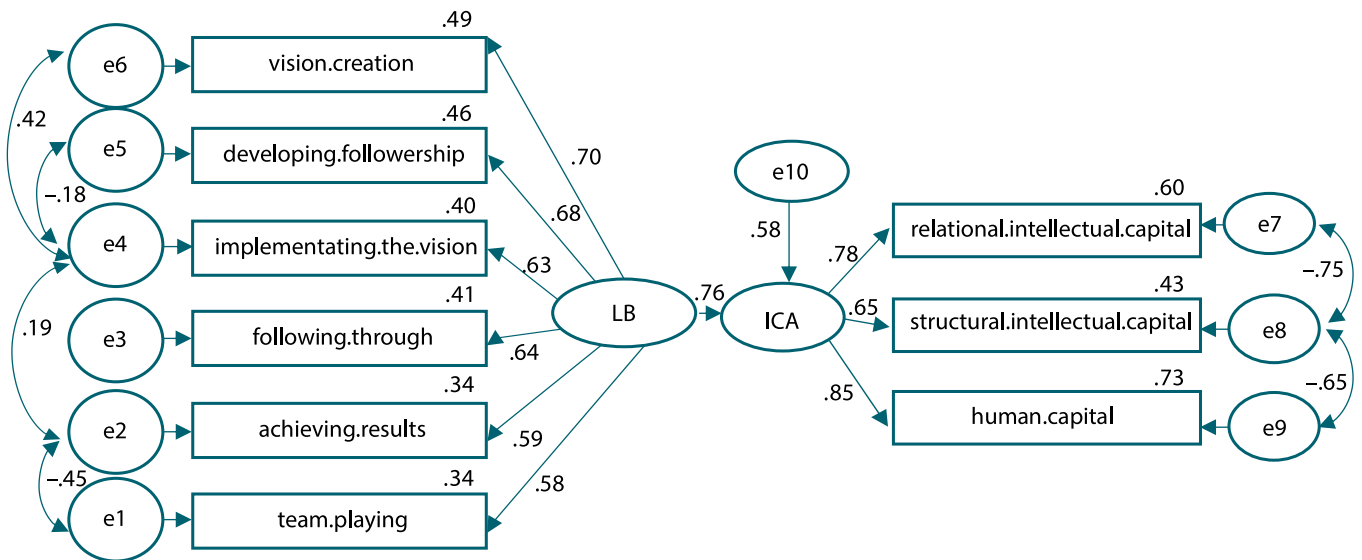 .49
e6
vision.creation
.42
.46
e5
developing.followership
.70
–.18
.68
.40
e4
implementating.the.vision
.63
.41
e3
following.through
.64
.19
.34
e2
achieving.results
.59
–.45
.34
e1
team.playing
.58
LB
.76
e10
.58
ICA
.78
.65
.85
.60
relational.intellectual.capital
e7
–.75
.43
structural.intellectual.capital
e8
–.65
.73
human.capital
e9